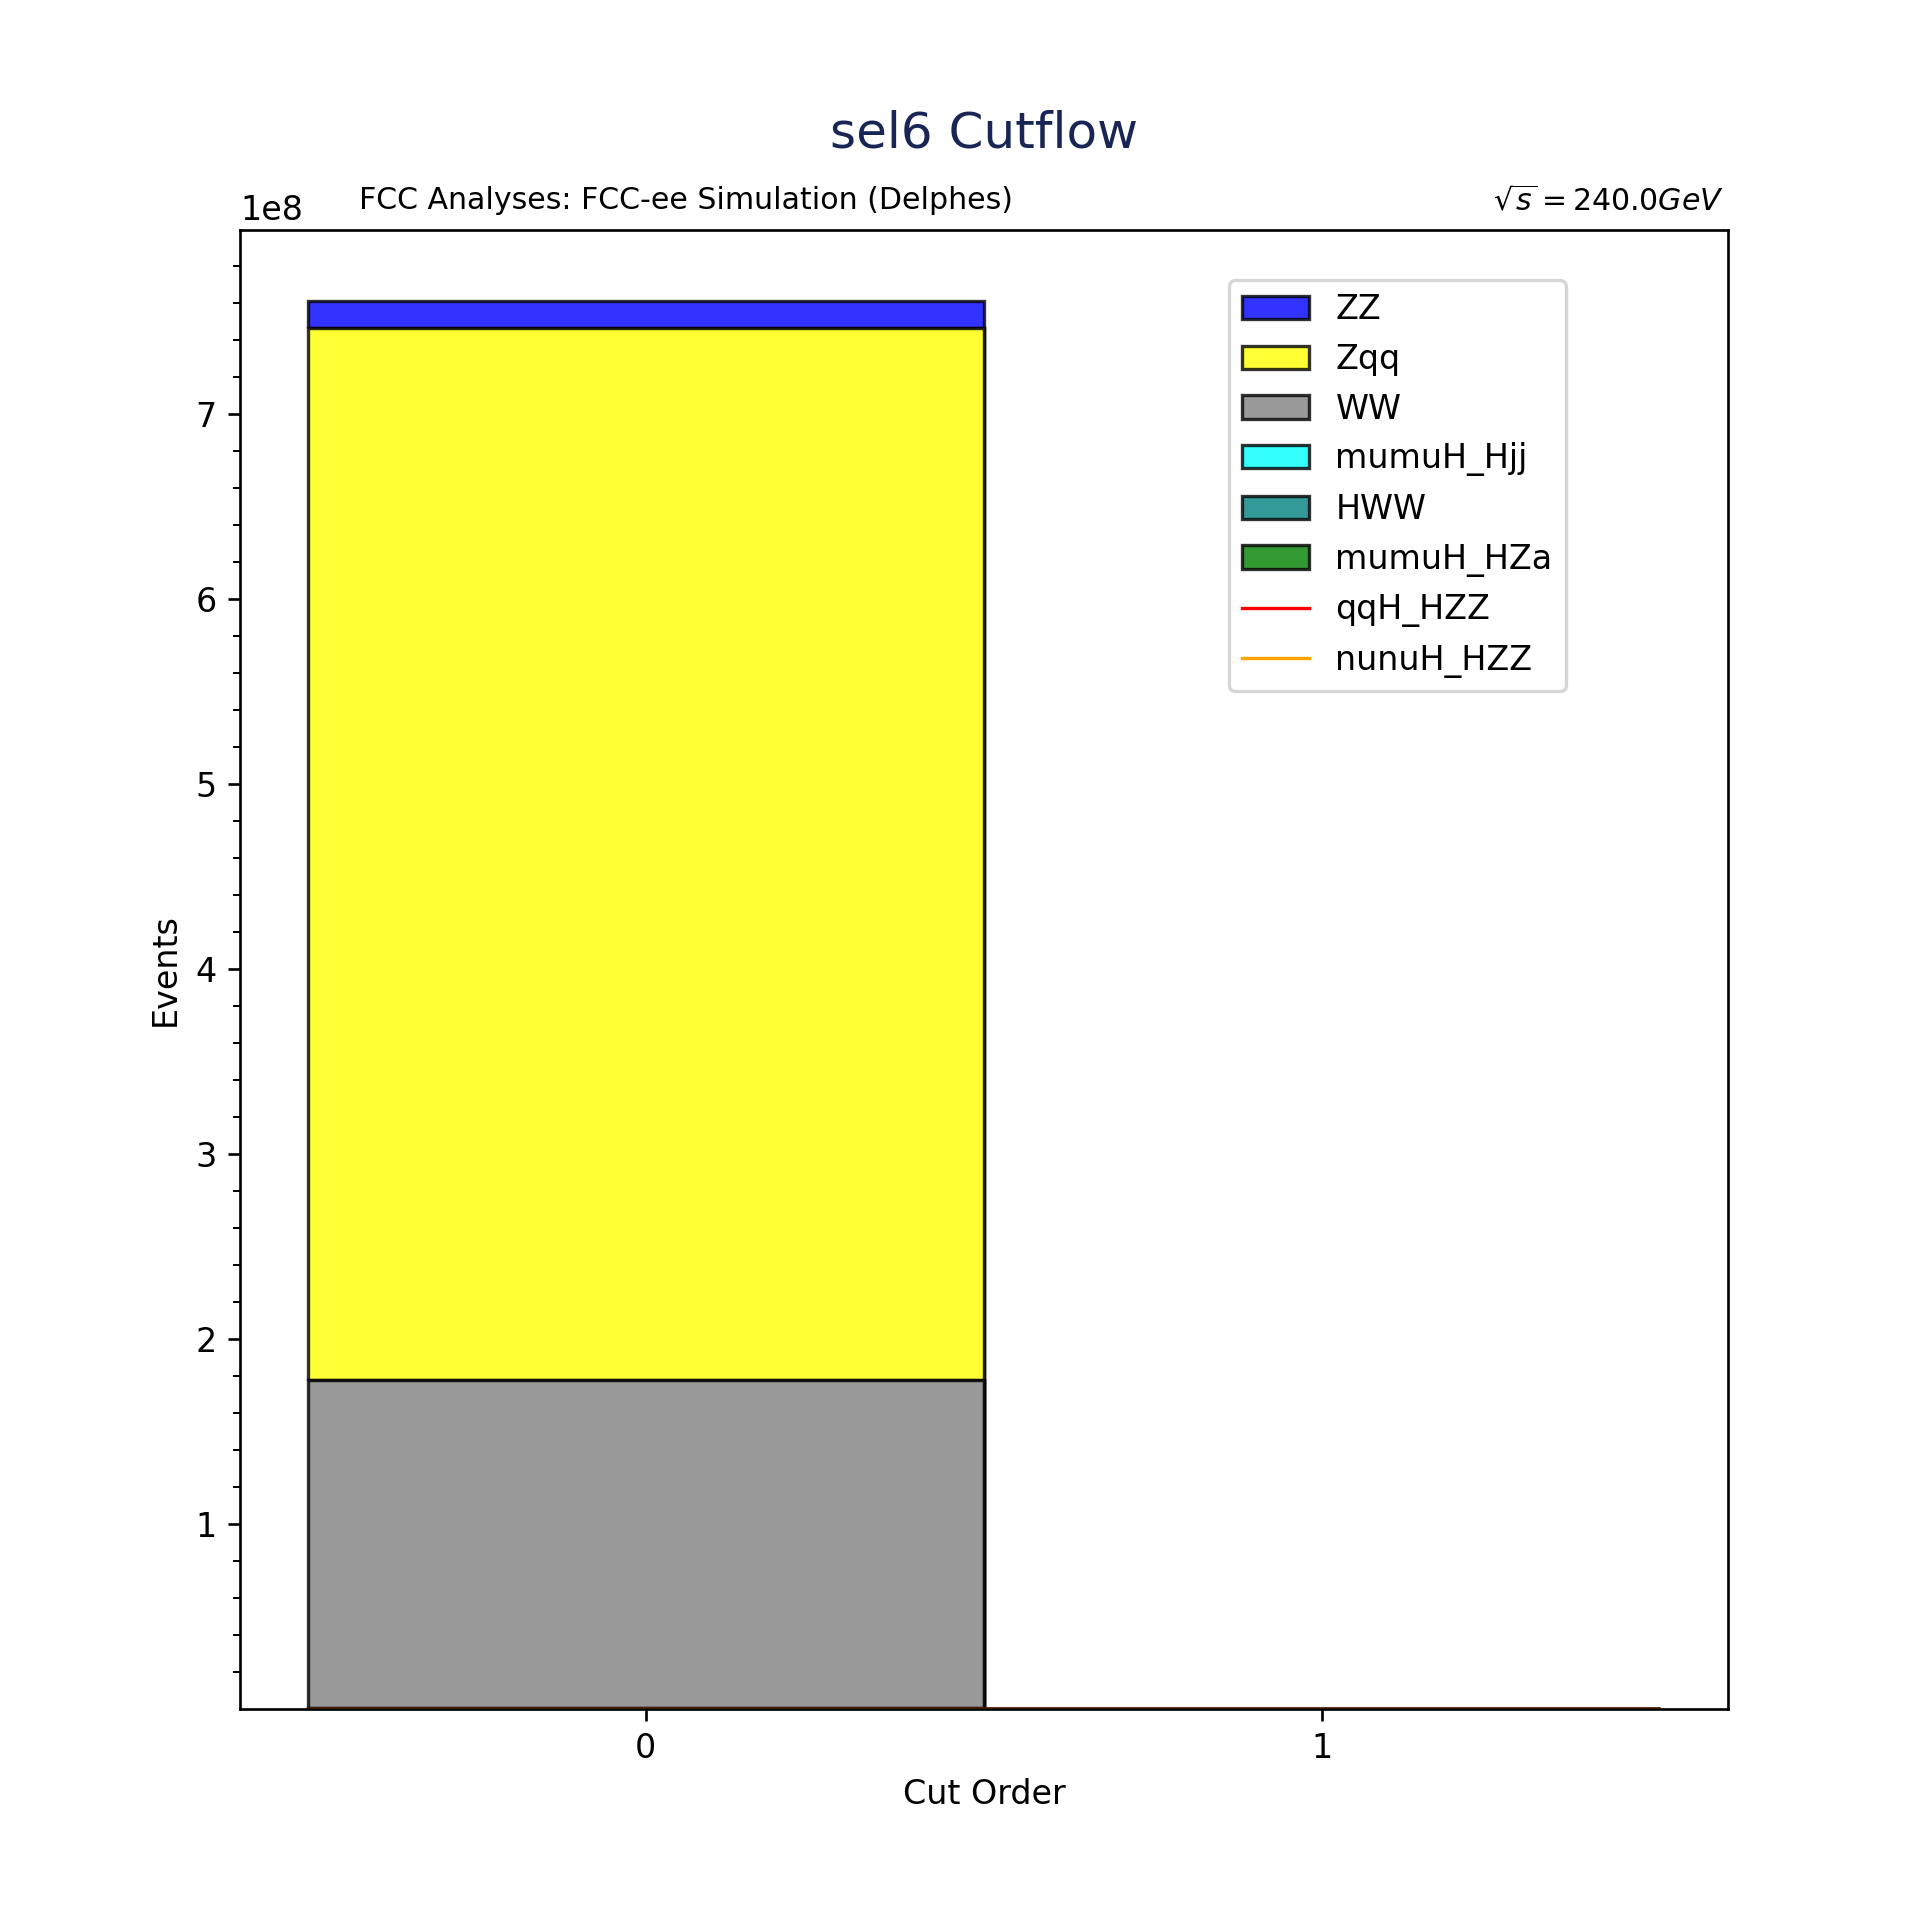 sel6 Cutflow
1e8 FCC Analyses: FCC-ee Simulation (Delphes) √s = 240.0GeV
ZZ
Zqq
WW
mumuH_Hjj
HWW
mumuH_HZa
qqH_HZZ
nunuH_HZZ
7
6
5
4
3
2
1
Events
0 1
Cut Order